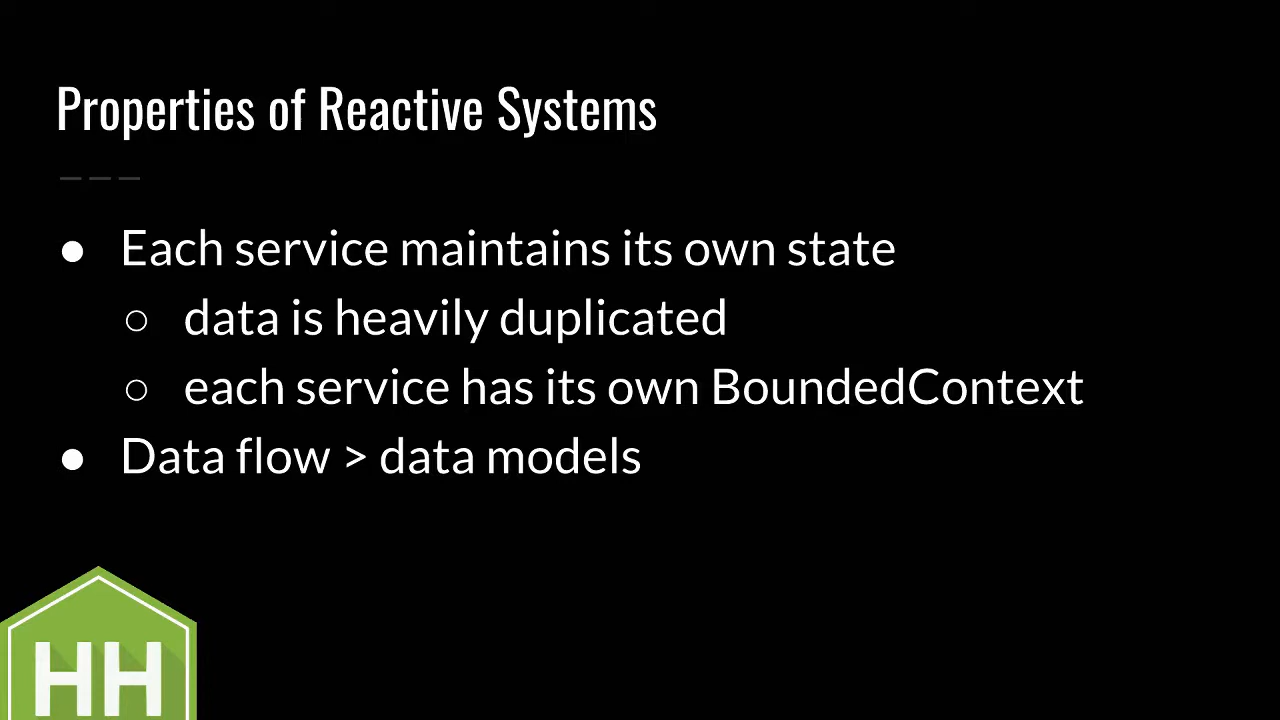 Properties of Reactive Systems
● Each service maintains its own state
○ data is heavily duplicated
○ each service has its own BoundedContext
● Data flow > data models
HH